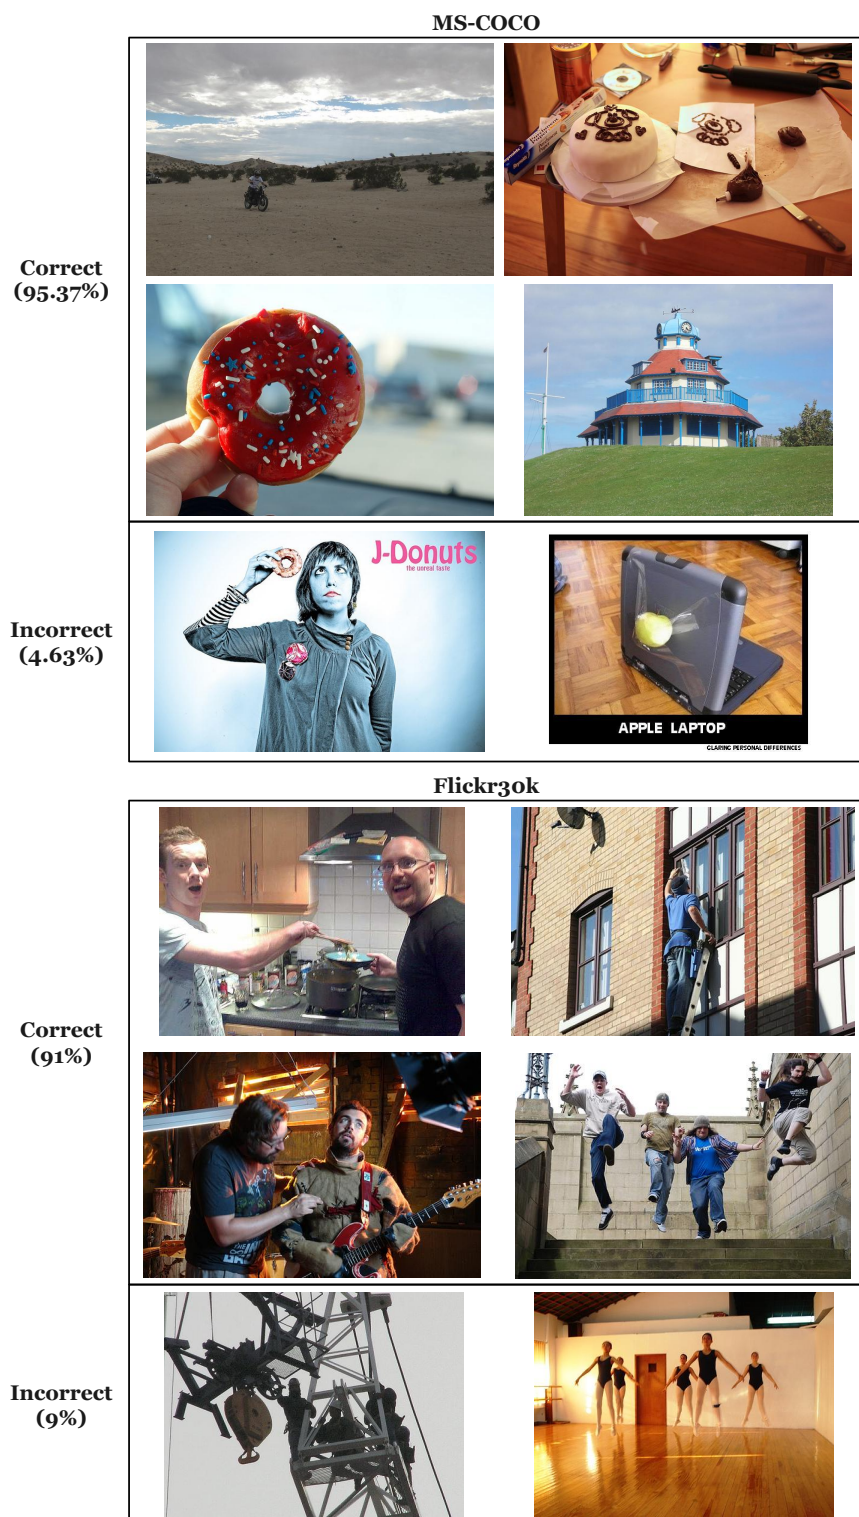 MS-COCO
Correct
(95.37%)
J-Donuts
the unreal taste
Incorrect
(4.63%)
APPLE LAPTOP
GLARING PERSONAL DIFFERENCES
Flickr30k
Correct
(91%)
Incorrect
(9%)